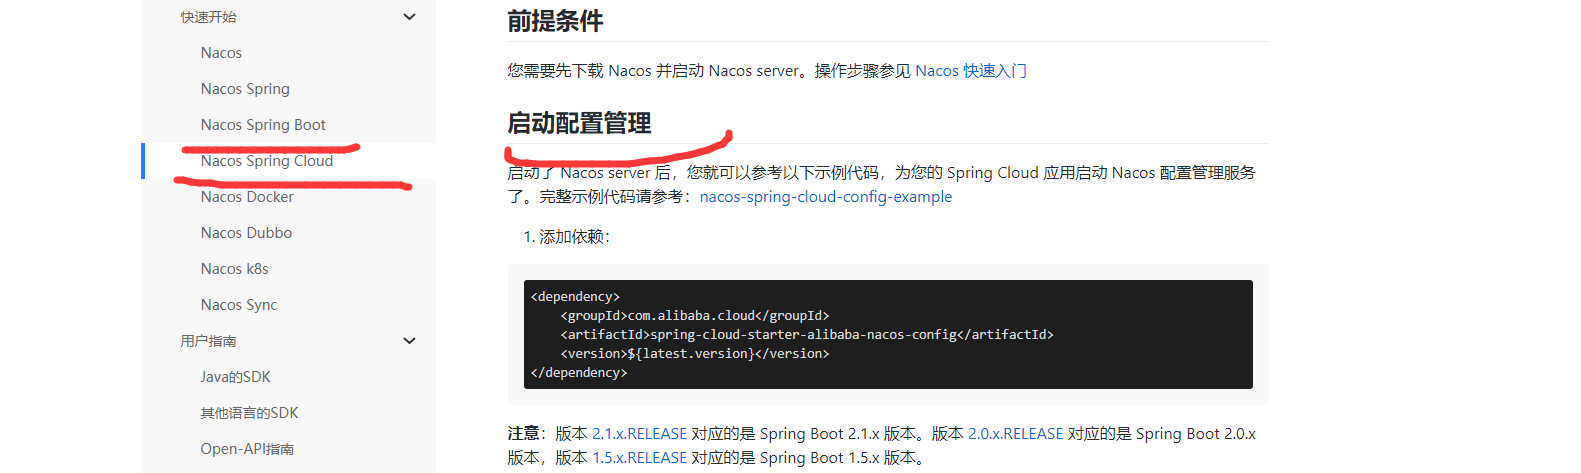 快速开始
Nacos
Nacos Spring
Nacos Spring Boot
Nacos Spring Cloud
Nacos Docker
Nacos Dubbo
Nacos k8s
Nacos Sync
用户指南
Java的SDK
其他语言的SDK
Open-API指南
前提条件
您需要先下载 Nacos 并启动 Nacos server。操作步骤参见 Nacos 快速入门
启动配置管理
启动了 Nacos server 后，您就可以参考以下示例代码，为您的 Spring Cloud 应用启动 Nacos 配置管理服务
了。完整示例代码请参考：nacos-spring-cloud-config-example
1. 添加依赖：
<dependency>
    <groupId>com.alibaba.cloud</groupId>
    <artifactId>spring-cloud-starter-alibaba-nacos-config</artifactId>
    <version>${latest.version}</version>
</dependency>
注意：版本 2.1.x.RELEASE 对应的是 Spring Boot 2.1.x 版本。版本 2.0.x.RELEASE 对应的是 Spring Boot 2.0.x
版本，版本 1.5.x.RELEASE 对应的是 Spring Boot 1.5.x 版本。